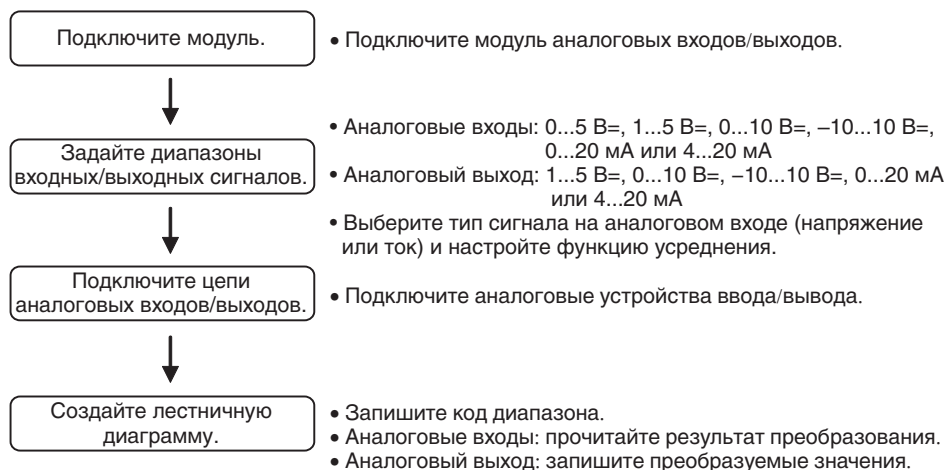 Подключите модуль.
• Подключите модуль аналоговых входов/выходов.
Задайте диапазоны
входных/выходных сигналов.
• Аналоговые входы: 0...5 В=, 1...5 В=, 0...10 В=, –10...10 В=,
0...20 мА или 4...20 мА
• Аналоговый выход: 1...5 В=, 0...10 В=, –10...10 В=, 0...20 мА
или 4...20 мА
• Выберите тип сигнала на аналоговом входе (напряжение
или ток) и настройте функцию усреднения.
Подключите цепи
аналоговых входов/выходов.
• Подключите аналоговые устройства ввода/вывода.
Создайте лестничную
диаграмму.
• Запишите код диапазона.
• Аналоговые входы: прочитайте результат преобразования.
• Аналоговый выход: запишите преобразуемые значения.